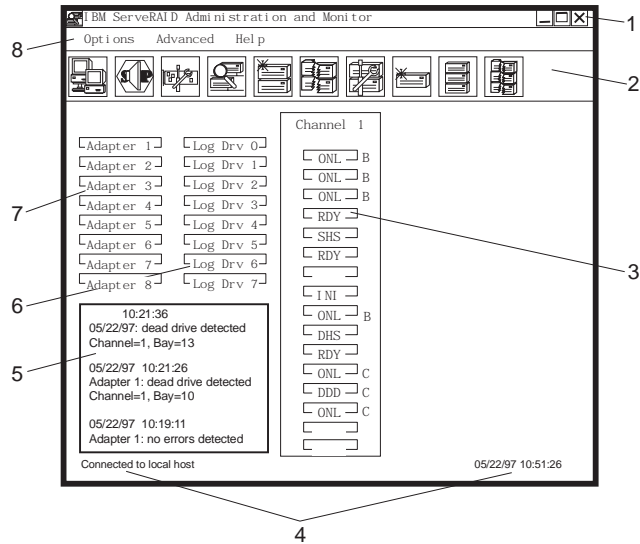 IBM ServeRAID Administration and Monitor
Options Advanced Help
Channel 1
Adapter 1 Log Drv 0
Adapter 2 Log Drv 1
Adapter 3 Log Drv 2
Adapter 4 Log Drv 3
Adapter 5 Log Drv 4
Adapter 6 Log Drv 5
Adapter 7 Log Drv 6
Adapter 8 Log Drv 7
ONL B
ONL B
ONL B
RDY
SHS
RDY
INI
ONL B
DHS
RDY
ONL C
DDD C
ONL C
10:21:36
05/22/97: dead drive detected
Channel=1, Bay=13
05/22/97 10:21:26
Adapter 1: dead drive detected
Channel=1, Bay=10
05/22/97 10:19:11
Adapter 1: no errors detected
Connected to local host
05/22/97 10:51:26
1
2
3
4
5
6
7
8